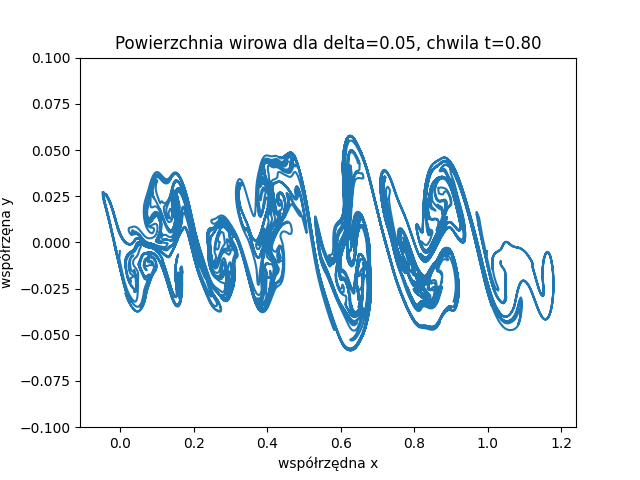 Powierzchnia wirowa dla delta=0.05, chwila t=0.80
0.100
0.075
0.050
0.025
0.000
−0.025
−0.050
−0.075
−0.100
współrzęna y
0.0 0.2 0.4 0.6 0.8 1.0 1.2
współrzędna x